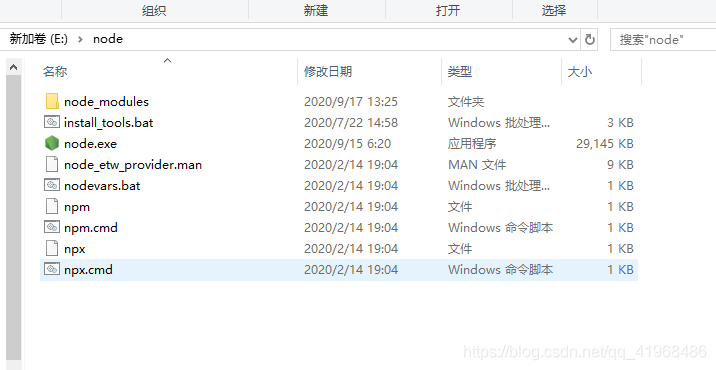 组织 新建 打开 选择
新加卷 (E:) > node 搜索"node"
名称 修改日期 类型 大小
node_modules 2020/9/17 13:25 文件夹
install_tools.bat 2020/7/22 14:58 Windows 批处理... 3 KB
node.exe 2020/9/15 6:20 应用程序 29,145 KB
node_etw_provider.man 2020/2/14 19:04 MAN 文件 9 KB
nodevars.bat 2020/2/14 19:04 Windows 批处理... 1 KB
npm 2020/2/14 19:04 文件 1 KB
npm.cmd 2020/2/14 19:04 Windows 命令脚本 1 KB
npx 2020/2/14 19:04 文件 1 KB
npx.cmd 2020/2/14 19:04 Windows 命令脚本 1 KB
https://blog.csdn.net/qq_41968486